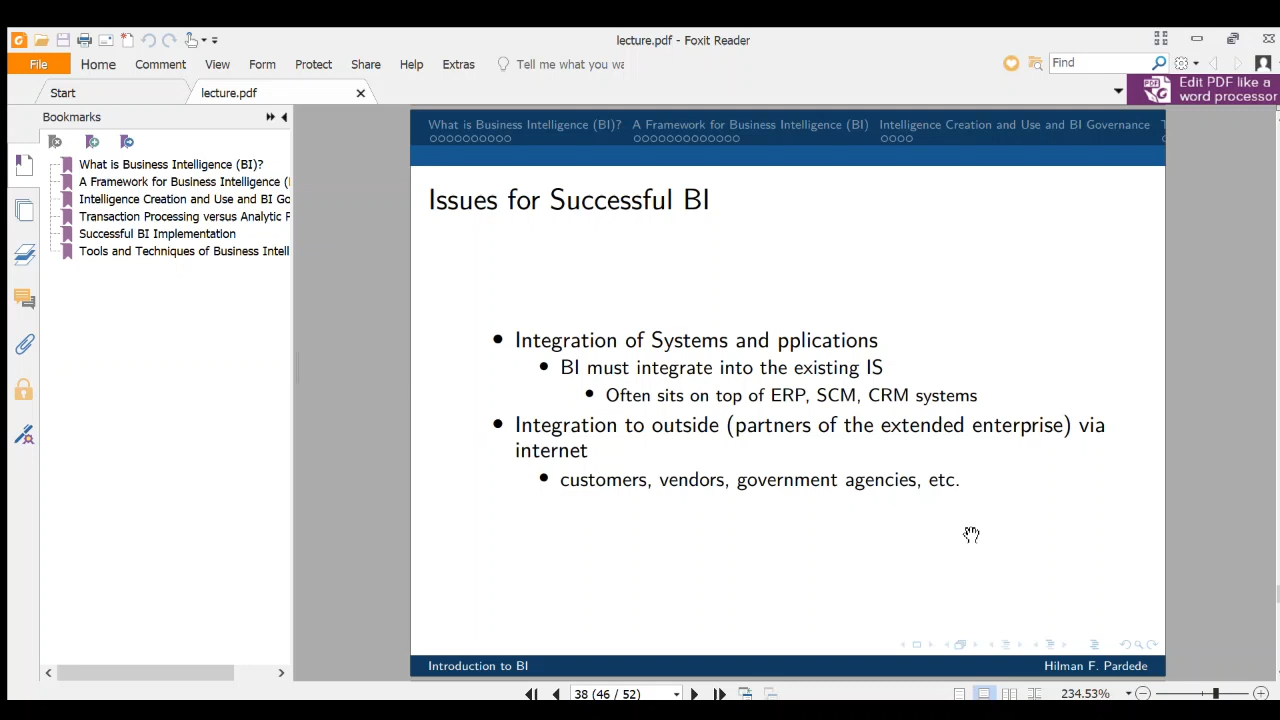 lecture.pdf - Foxit Reader
File Home Comment View Form Protect Share Help Extras Tell me what you wa Find
Start lecture.pdf Edit PDF like a
word processor
Bookmarks
What is Business Intelligence (BI)?
A Framework for Business Intelligence (
Intelligence Creation and Use and BI Go
Transaction Processing versus Analytic P
Successful BI Implementation
Tools and Techniques of Business Intell
What is Business Intelligence (BI)? A Framework for Business Intelligence (BI) Intelligence Creation and Use and BI Governance
Issues for Successful BI
Integration of Systems and pplications
BI must integrate into the existing IS
Often sits on top of ERP, SCM, CRM systems
Integration to outside (partners of the extended enterprise) via
internet
customers, vendors, government agencies, etc.
Introduction to BI Hilman F. Pardede
38 (46 / 52) 234.53%